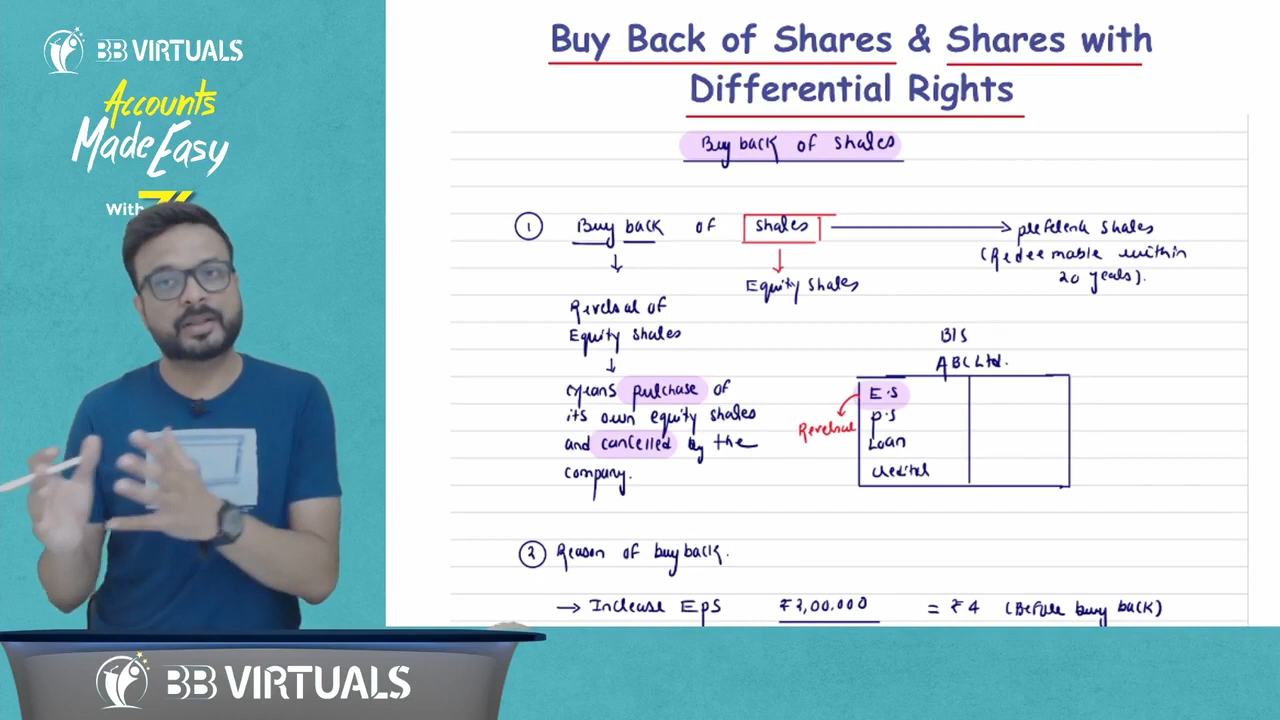 BB VIRTUALS
Accounts
Made Easy
With
Buy Back of Shares & Shares with
Differential Rights
Buy back of shares
1 Buy back of shares → preference shares
(Redeemable within
20 years).
↓ ↓
Equity shares
Reversal of
Equity shares
↓
means purchase of
its own equity shares
and cancelled by the
company.
B/S
ABC Ltd.
E.S
P.S
Loan
creditor
Reversal
2 Reason of buy back.
→ Increase EPS = ₹4 (Before buy back)
BB VIRTUALS